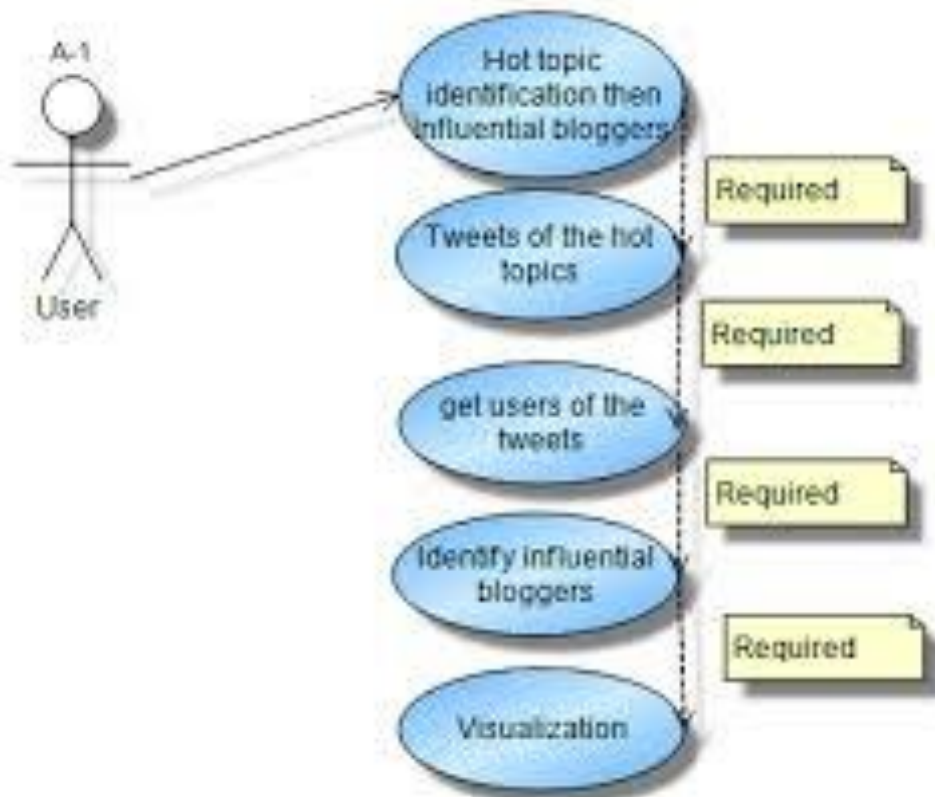 A-1
User
Hot topic
identification then
influential bloggers
Required
Tweets of the hot
topics
Required
get users of the
tweets
Required
Identify influential
bloggers
Required
Visualization